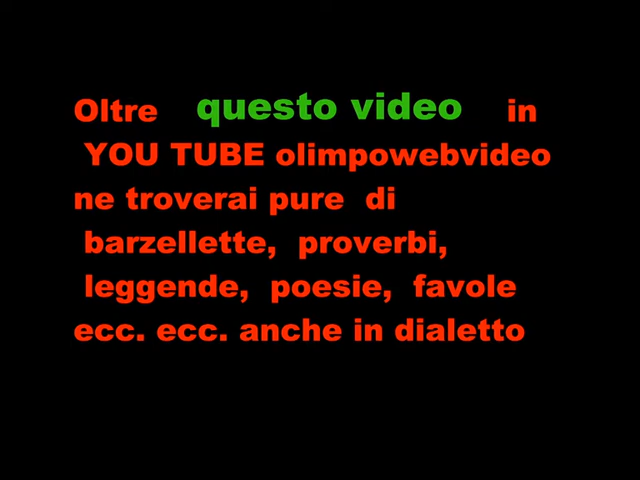 Oltre questo video in
YOU TUBE olimpowebvideo
ne troverai pure di
barzellette, proverbi,
leggende, poesie, favole
ecc. ecc. anche in dialetto